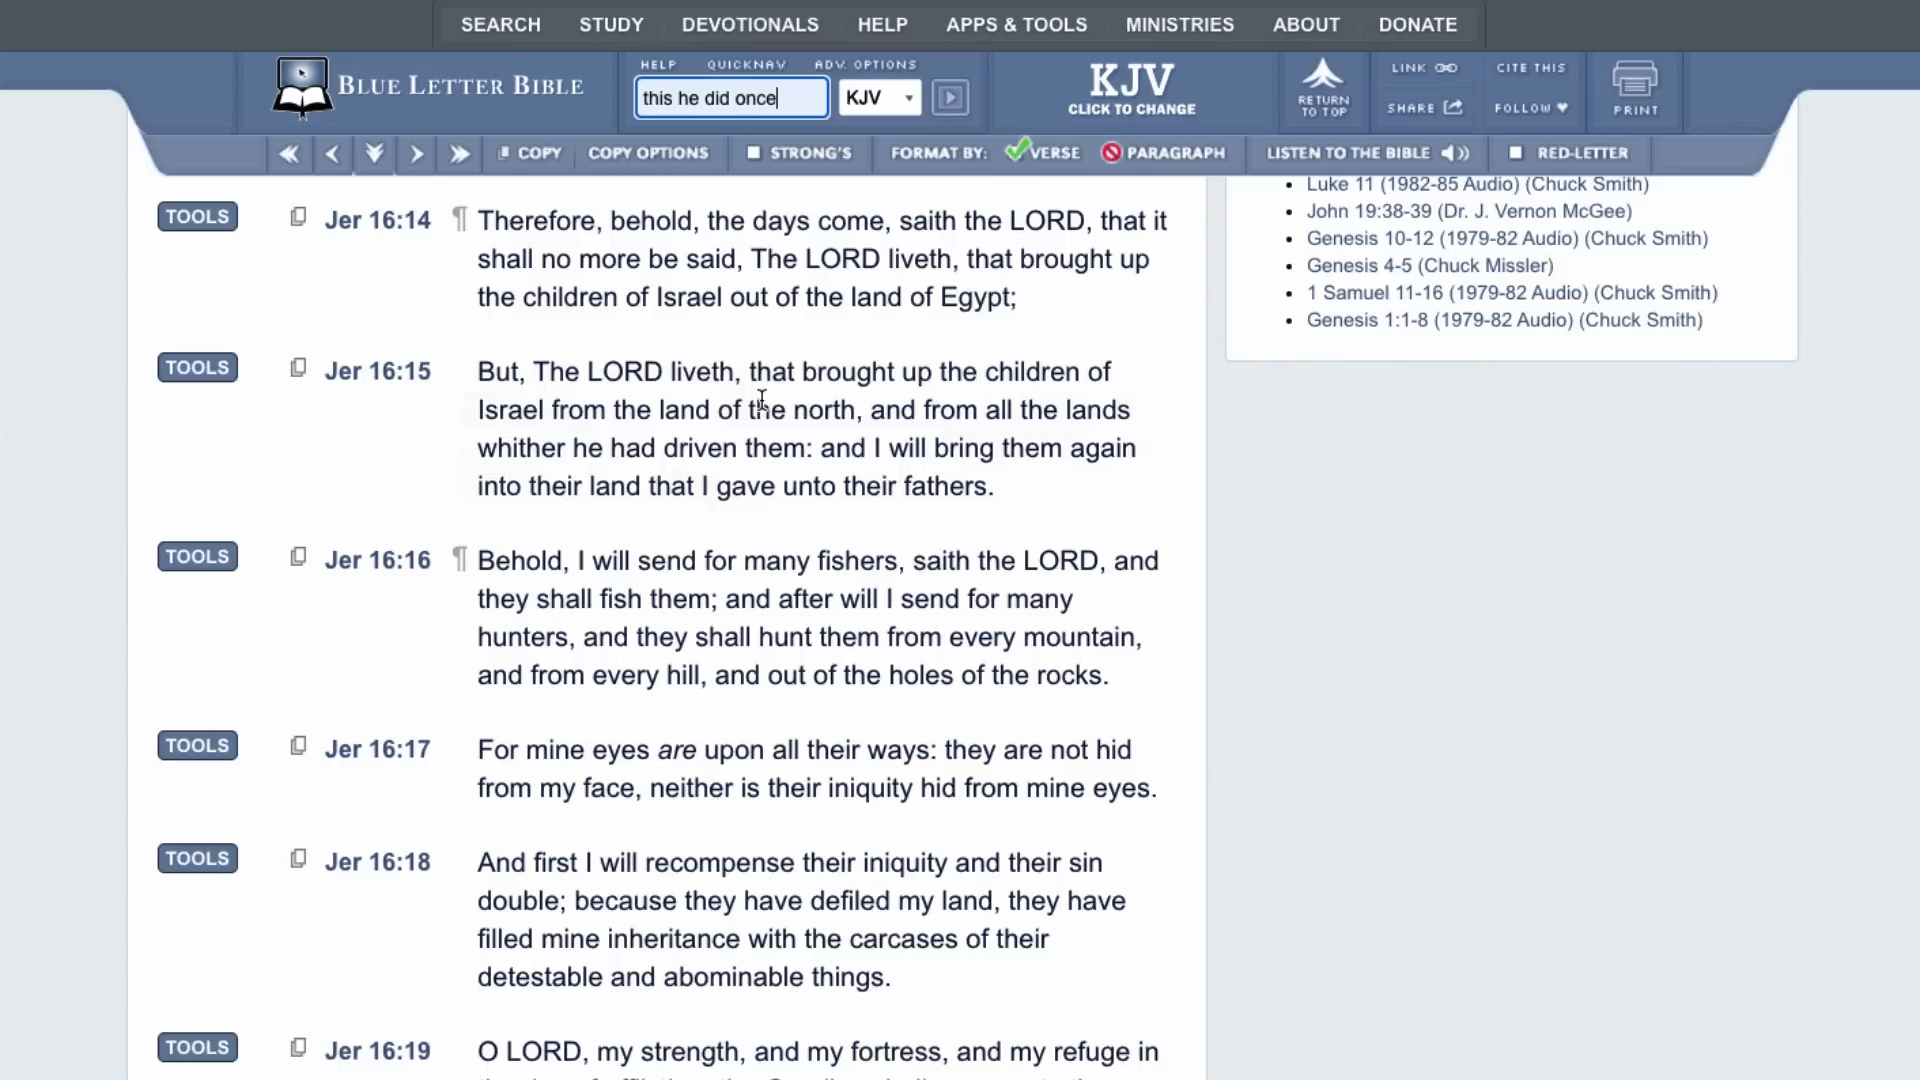 SEARCH STUDY DEVOTIONALS HELP APPS & TOOLS MINISTRIES ABOUT DONATE
BLUE LETTER BIBLE
HELP QUICKNAV ADV. OPTIONS
this he did once KJV
KJV
CLICK TO CHANGE
RETURN
TO TOP
LINK CITE THIS
SHARE FOLLOW
PRINT
COPY COPY OPTIONS STRONG'S FORMAT BY: VERSE PARAGRAPH LISTEN TO THE BIBLE RED-LETTER
TOOLS Jer 16:14 ¶ Therefore, behold, the days come, saith the LORD, that it
shall no more be said, The LORD liveth, that brought up
the children of Israel out of the land of Egypt;
TOOLS Jer 16:15 But, The LORD liveth, that brought up the children of
Israel from the land of the north, and from all the lands
whither he had driven them: and I will bring them again
into their land that I gave unto their fathers.
TOOLS Jer 16:16 ¶ Behold, I will send for many fishers, saith the LORD, and
they shall fish them; and after will I send for many
hunters, and they shall hunt them from every mountain,
and from every hill, and out of the holes of the rocks.
TOOLS Jer 16:17 For mine eyes are upon all their ways: they are not hid
from my face, neither is their iniquity hid from mine eyes.
TOOLS Jer 16:18 And first I will recompense their iniquity and their sin
double; because they have defiled my land, they have
filled mine inheritance with the carcases of their
detestable and abominable things.
TOOLS Jer 16:19 O LORD, my strength, and my fortress, and my refuge in
Luke 11 (1982-85 Audio) (Chuck Smith)
John 19:38-39 (Dr. J. Vernon McGee)
Genesis 10-12 (1979-82 Audio) (Chuck Smith)
Genesis 4-5 (Chuck Missler)
1 Samuel 11-16 (1979-82 Audio) (Chuck Smith)
Genesis 1:1-8 (1979-82 Audio) (Chuck Smith)